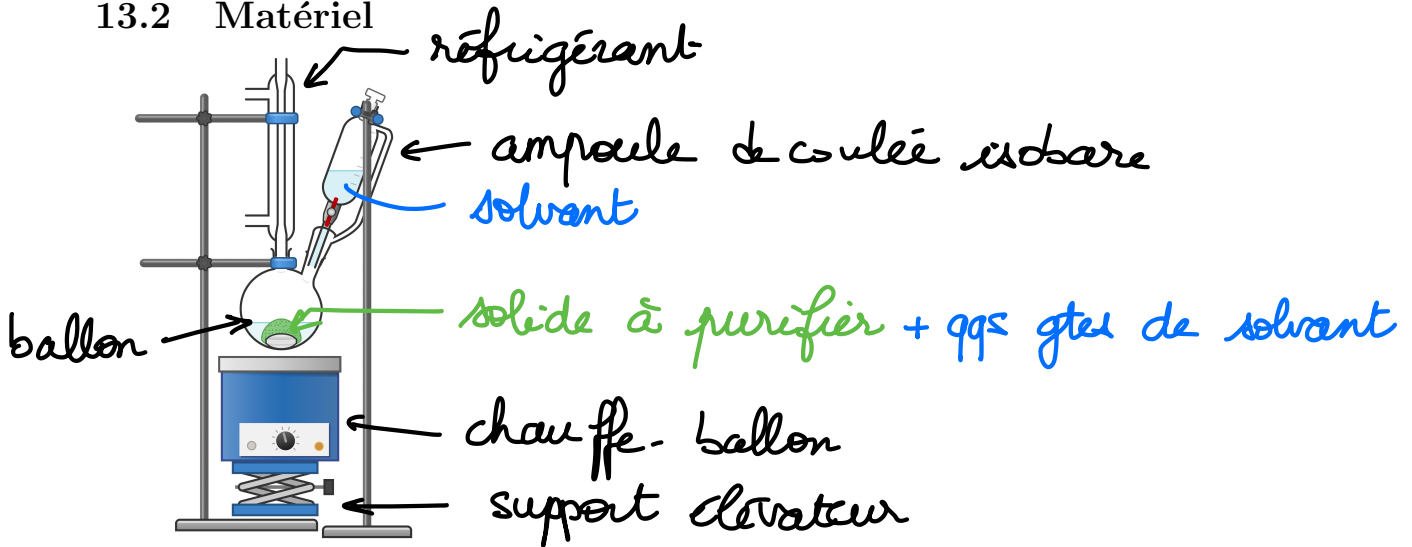 13.2 Matériel
réfrigérant
ampoule de coulée isobare
solvant
solide à purifier + qqs gtes de solvant
ballon
chauffe-ballon
support élévateur